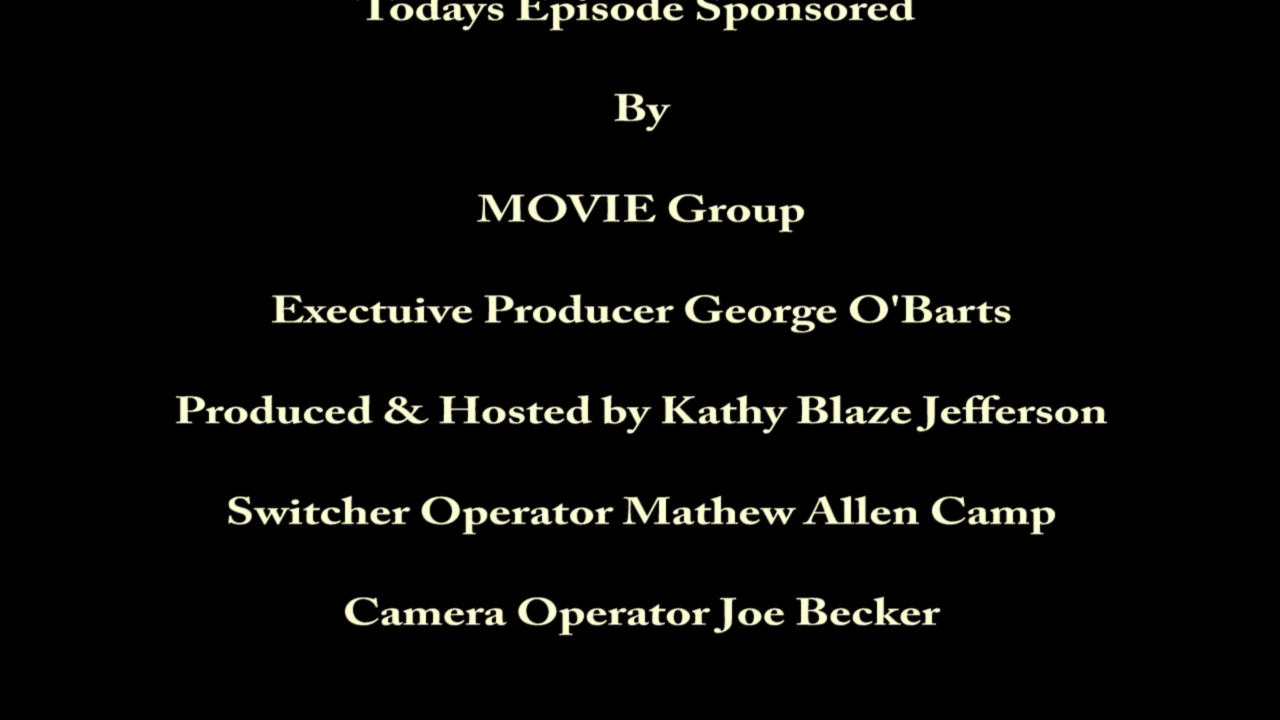 Todays Episode Sponsored
By
MOVIE Group
Exectuive Producer George O'Barts
Produced & Hosted by Kathy Blaze Jefferson
Switcher Operator Mathew Allen Camp
Camera Operator Joe Becker